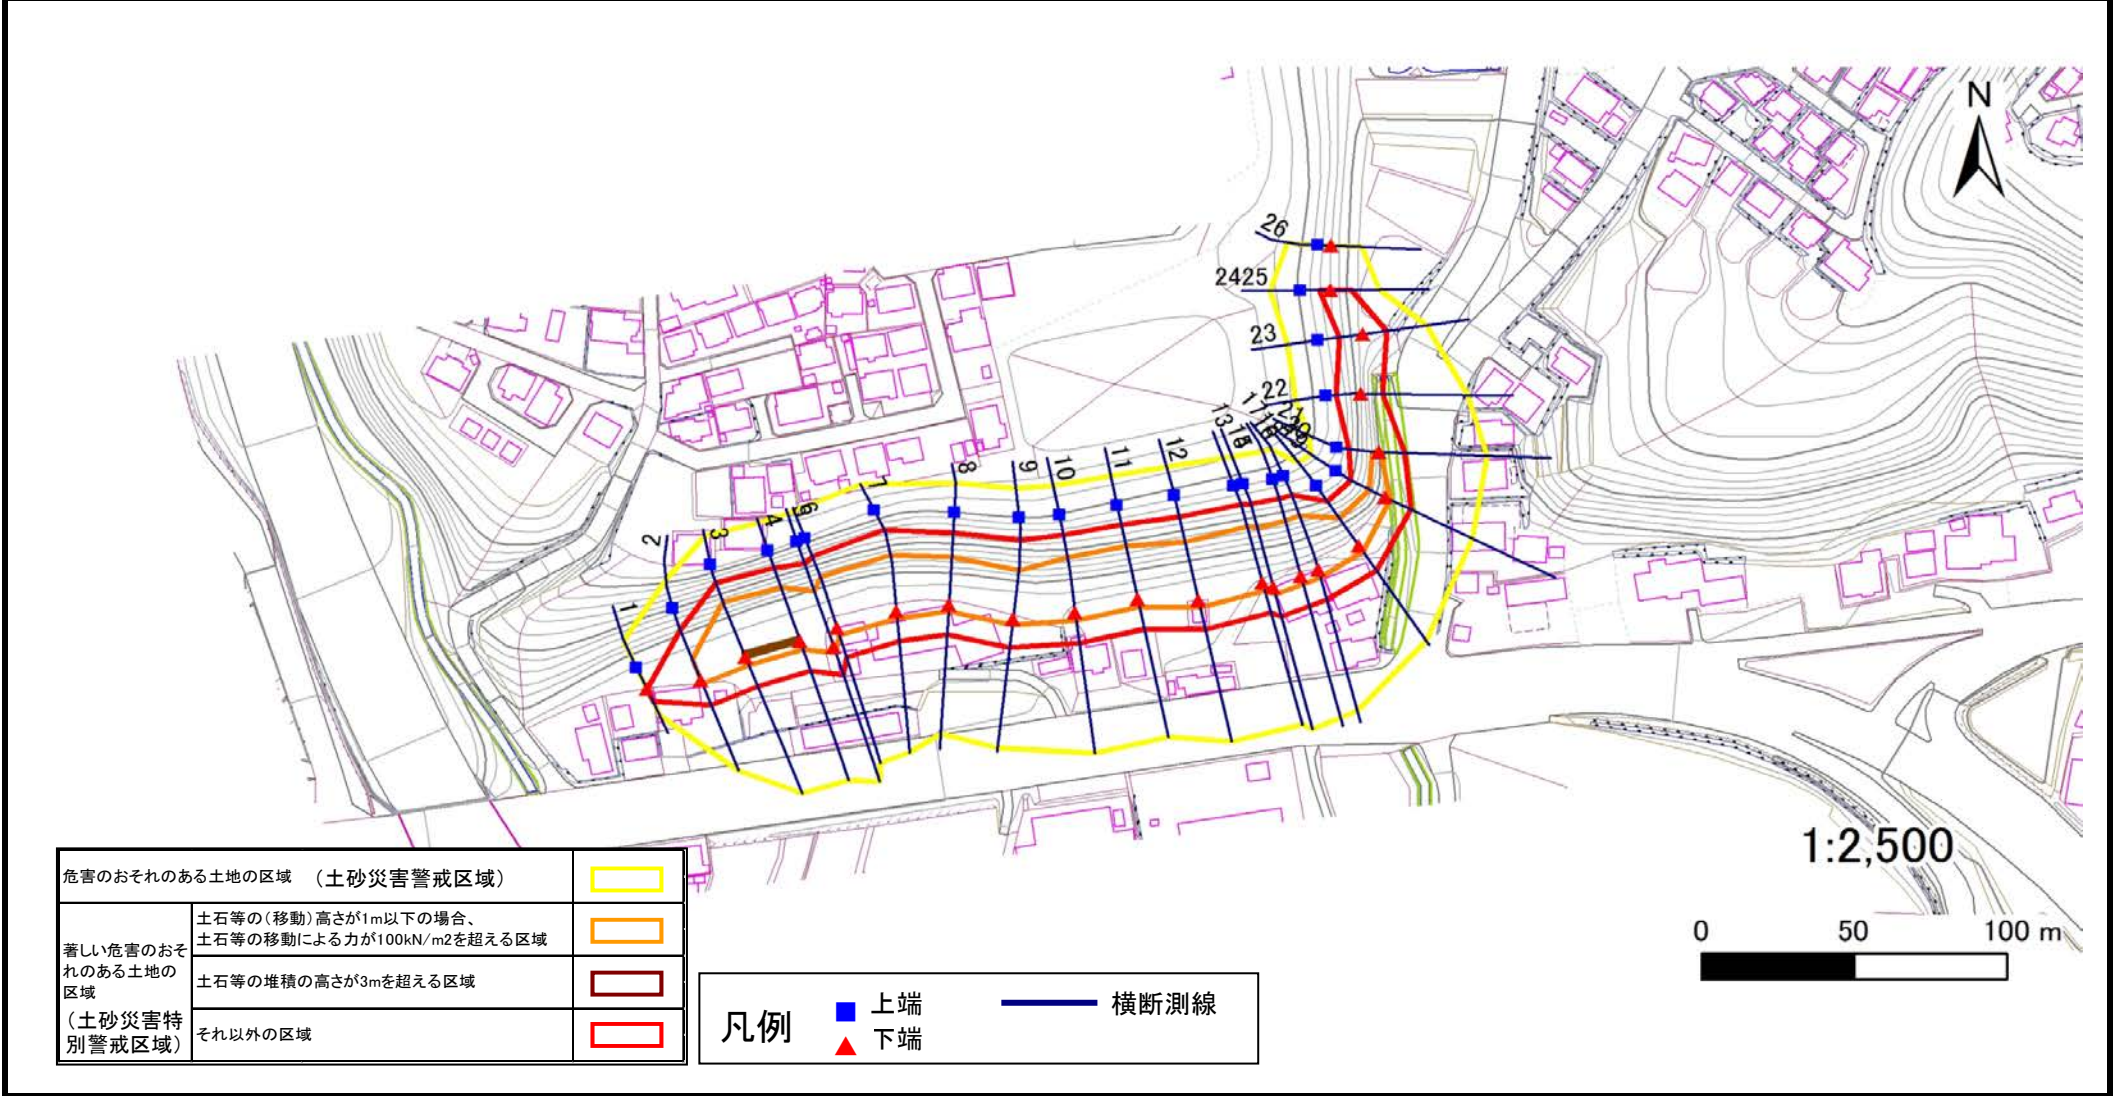 N
26
2425
23
22
21
20
17
13
12
11
10
9
8
7
6
5
4
3
2
1
1:2,500
0 50 100 m
危害のおそれのある土地の区域 （土砂災害警戒区域）
著しい危害のおそ
れのある土地の
区域
（土砂災害特
別警戒区域）
土石等の（移動）高さが1m以下の場合、
土石等の移動による力が100kN/m2を超える区域
土石等の堆積の高さが3mを超える区域
それ以外の区域
凡例
上端
下端
横断測線